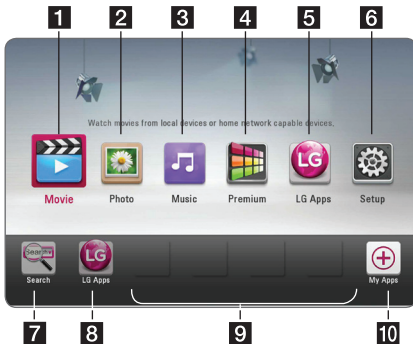 1 2 3 4 5 6
Watch movies from local devices or home network capable devices.
LG
Movie Photo Music Premium LG Apps Setup
Search
LG
Search LG Apps My Apps
7 8 9 10